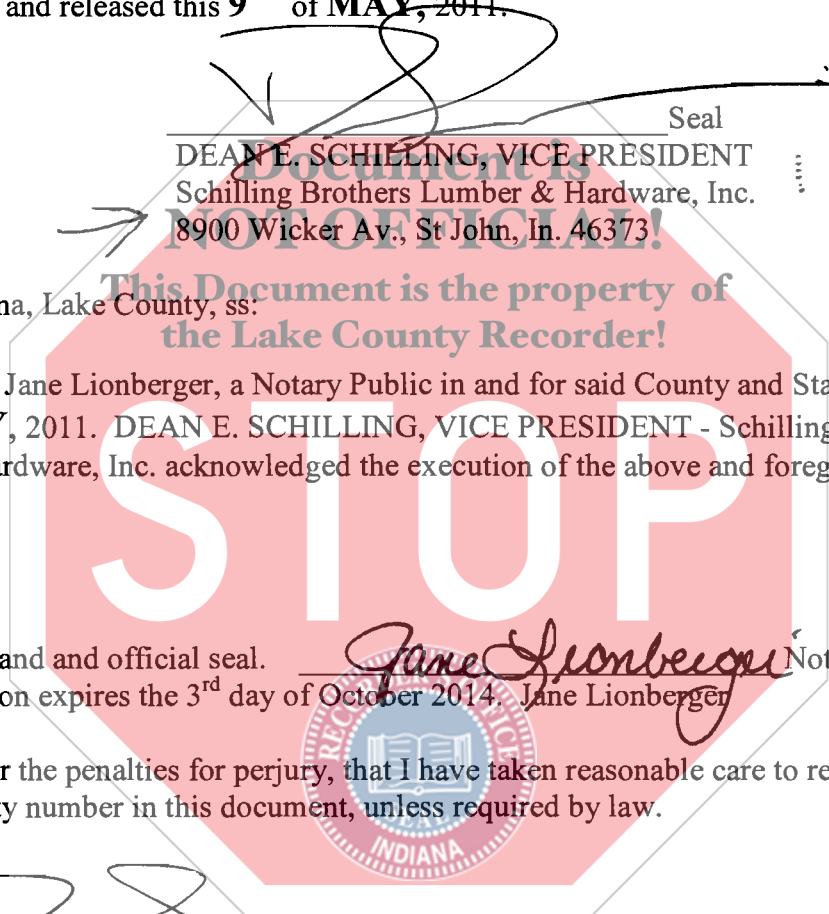 and released this 9 of MAY, 2011.
Seal
DEAN E. SCHILLING, VICE PRESIDENT
Document is
Schilling Brothers Lumber & Hardware, Inc.
NOT OFFICIAL!
8900 Wicker Av., St John, In. 46373
This Document is the property of
na, Lake County, ss:
the Lake County Recorder!
Jane Lionberger, a Notary Public in and for said County and Sta
, 2011. DEAN E. SCHILLING, VICE PRESIDENT - Schilling
rdware, Inc. acknowledged the execution of the above and foreg
STOP
and and official seal. Jane Lionberger Not
on expires the 3rd day of October 2014. Jane Lionberger
RECORDER'S OFFICE
r the penalties for perjury, that I have taken reasonable care to re
y number in this document, unless required by law.
SEAL
INDIANA